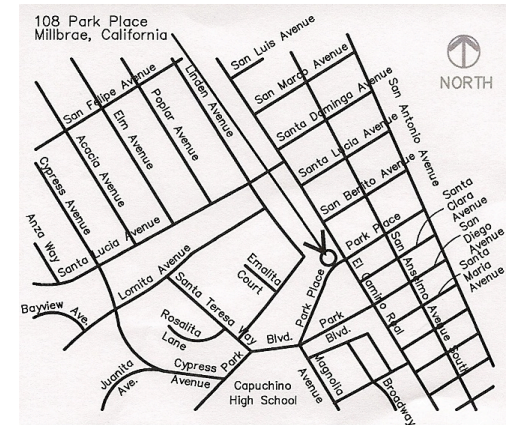 108 Park Place
Millbrae, California
NORTH
San Luis Avenue
San Marco Avenue
San Felipe Avenue
Linden Avenue
Poplar Avenue
Elm Avenue
Acacia Avenue
Cypress Avenue
Santa Dominga Avenue
San Antonio Avenue
Santa Lucia Avenue
San Benito Avenue
Santa
Clara
Avenue
San
Diego
Avenue
Santa
Maria
Avenue
Park Place
San Anselmo Avenue South
El Camino Real
Anza Way
Santa Lucia Avenue
Lomita Avenue
Emalita
Court
Park Place
Santa Teresa Way
Bayview Ave.
Rosalita
Lane
Park
Blvd.
Park Blvd.
Juanita
Ave.
Cypress
Avenue
Capuchino
High School
Magnolia
Avenue
Broadway